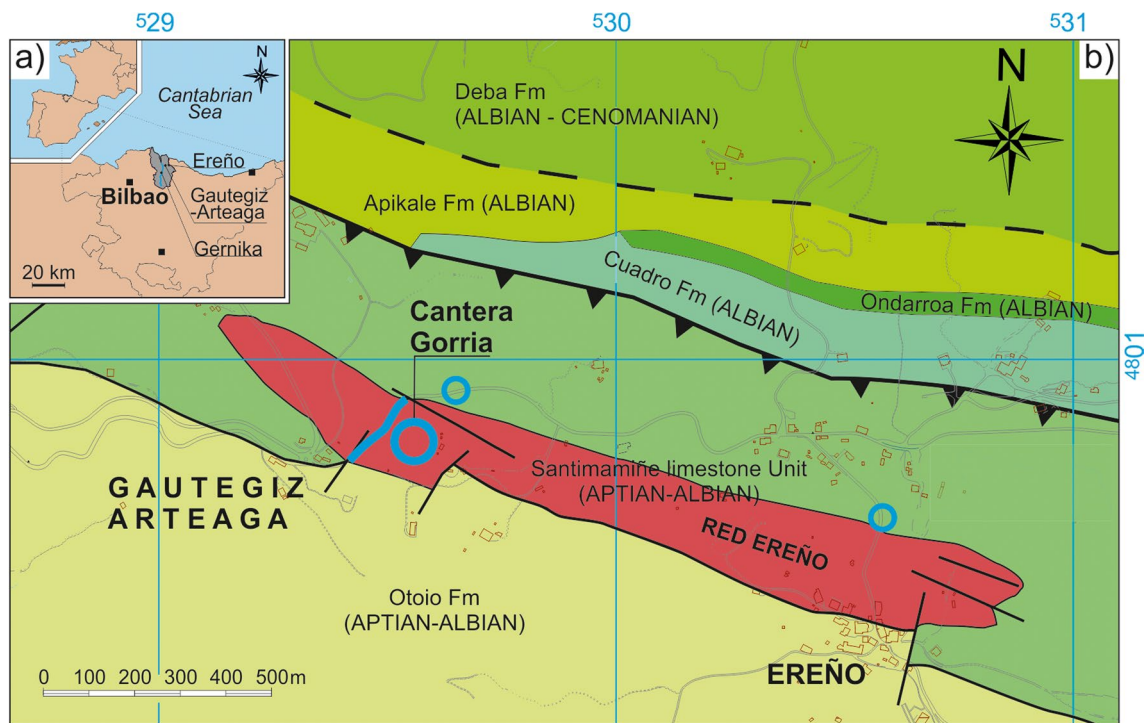 529
530
531
a)
N
Cantabrian
Sea
Ereño
Bilbao
Gautegiz
-Arteaga
Gernika
20 km
b)
N
Deba Fm
(ALBIAN - CENOMANIAN)
Apikale Fm (ALBIAN)
Cuadro Fm (ALBIAN)
Ondarroa Fm (ALBIAN)
4801
Cantera
Gorria
Santimamiñe limestone Unit
(APTIAN-ALBIAN)
RED EREÑO
GAUTEGIZ
ARTEAGA
Otoio Fm
(APTIAN-ALBIAN)
EREÑO
0 100 200 300 400 500m